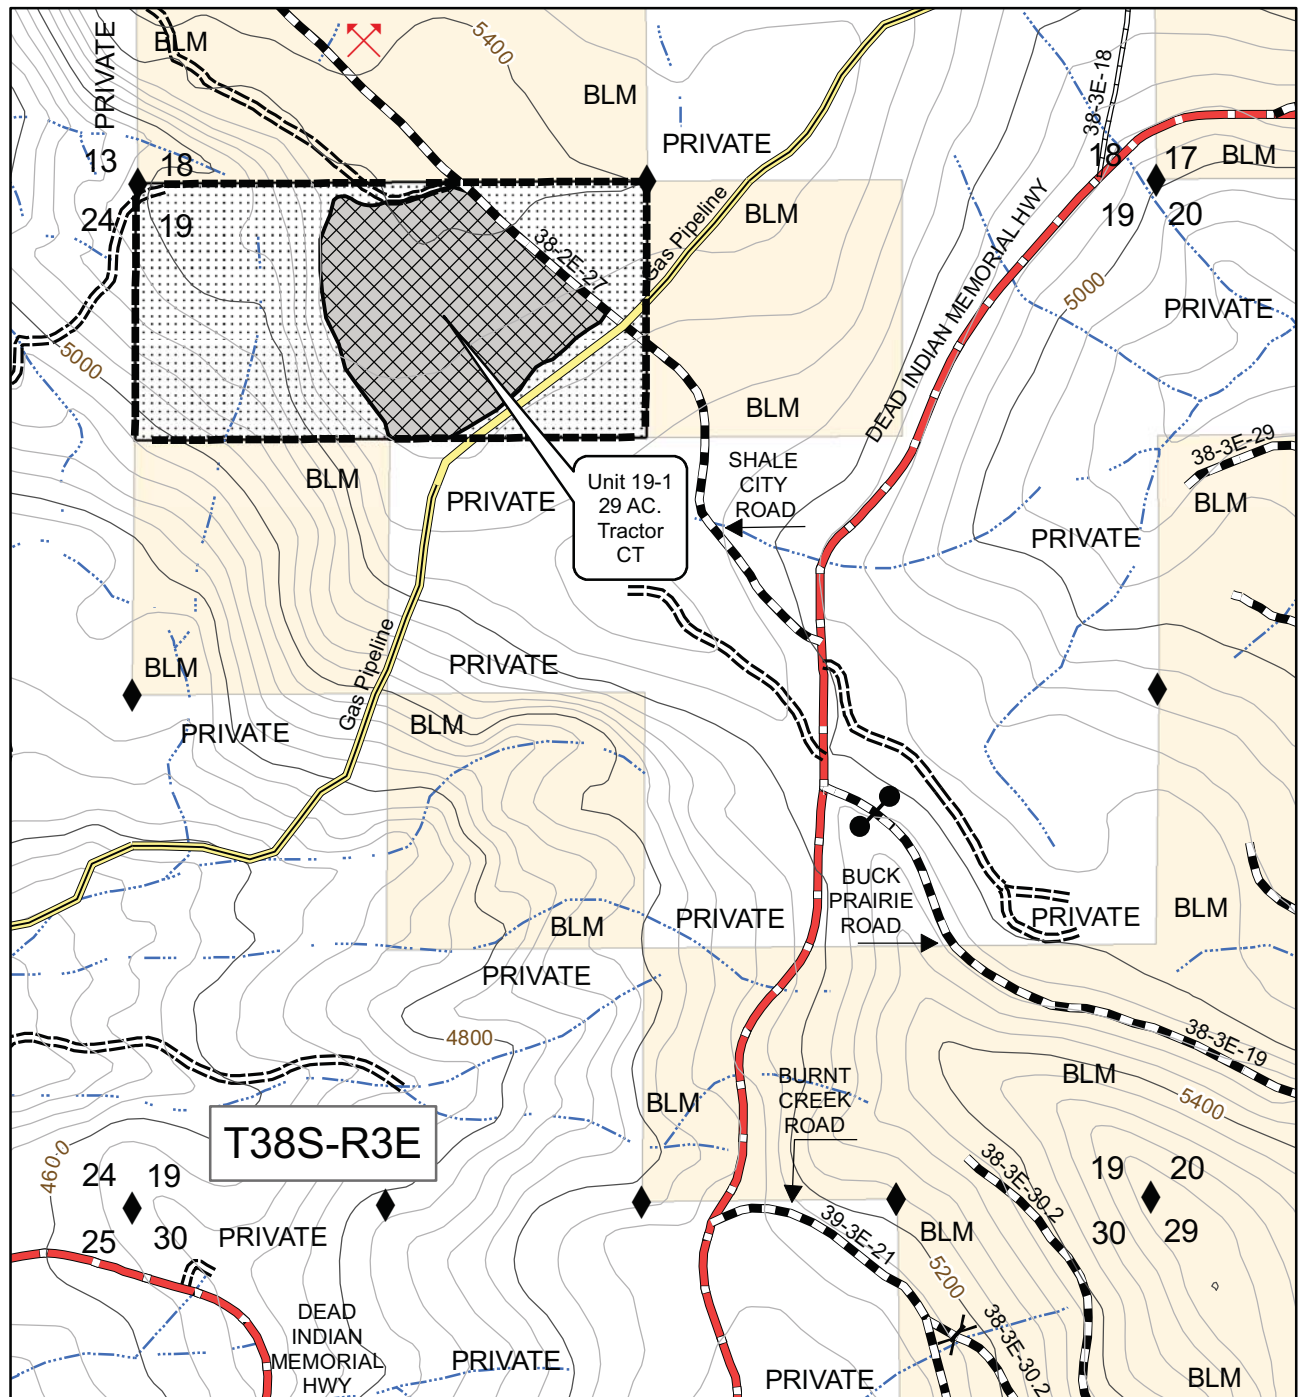 PRIVATE
BLM
5400
BLM
PRIVATE
38-3E-18
13
18
18
17
BLM
24
19
BLM
19
20
Gas Pipeline
38-2E-27
DEAD INDIAN MEMORIAL HWY
5000
PRIVATE
5000
BLM
38-3E-29
SHALE
CITY
ROAD
BLM
PRIVATE
Unit 19-1
29 AC.
Tractor
CT
BLM
PRIVATE
BLM
PRIVATE
Gas Pipeline
PRIVATE
BLM
BUCK
PRAIRIE
ROAD
PRIVATE
PRIVATE
BLM
BLM
PRIVATE
4800
38-3E-19
BLM
BURNT
CREEK
ROAD
BLM
5400
T38S-R3E
4600
24
19
38-3E-30.2
19
20
25
30
PRIVATE
39-3E-21
BLM
30
29
5200
DEAD
INDIAN
MEMORIAL
HWY
38-3E-30.2
PRIVATE
PRIVATE
BLM
D